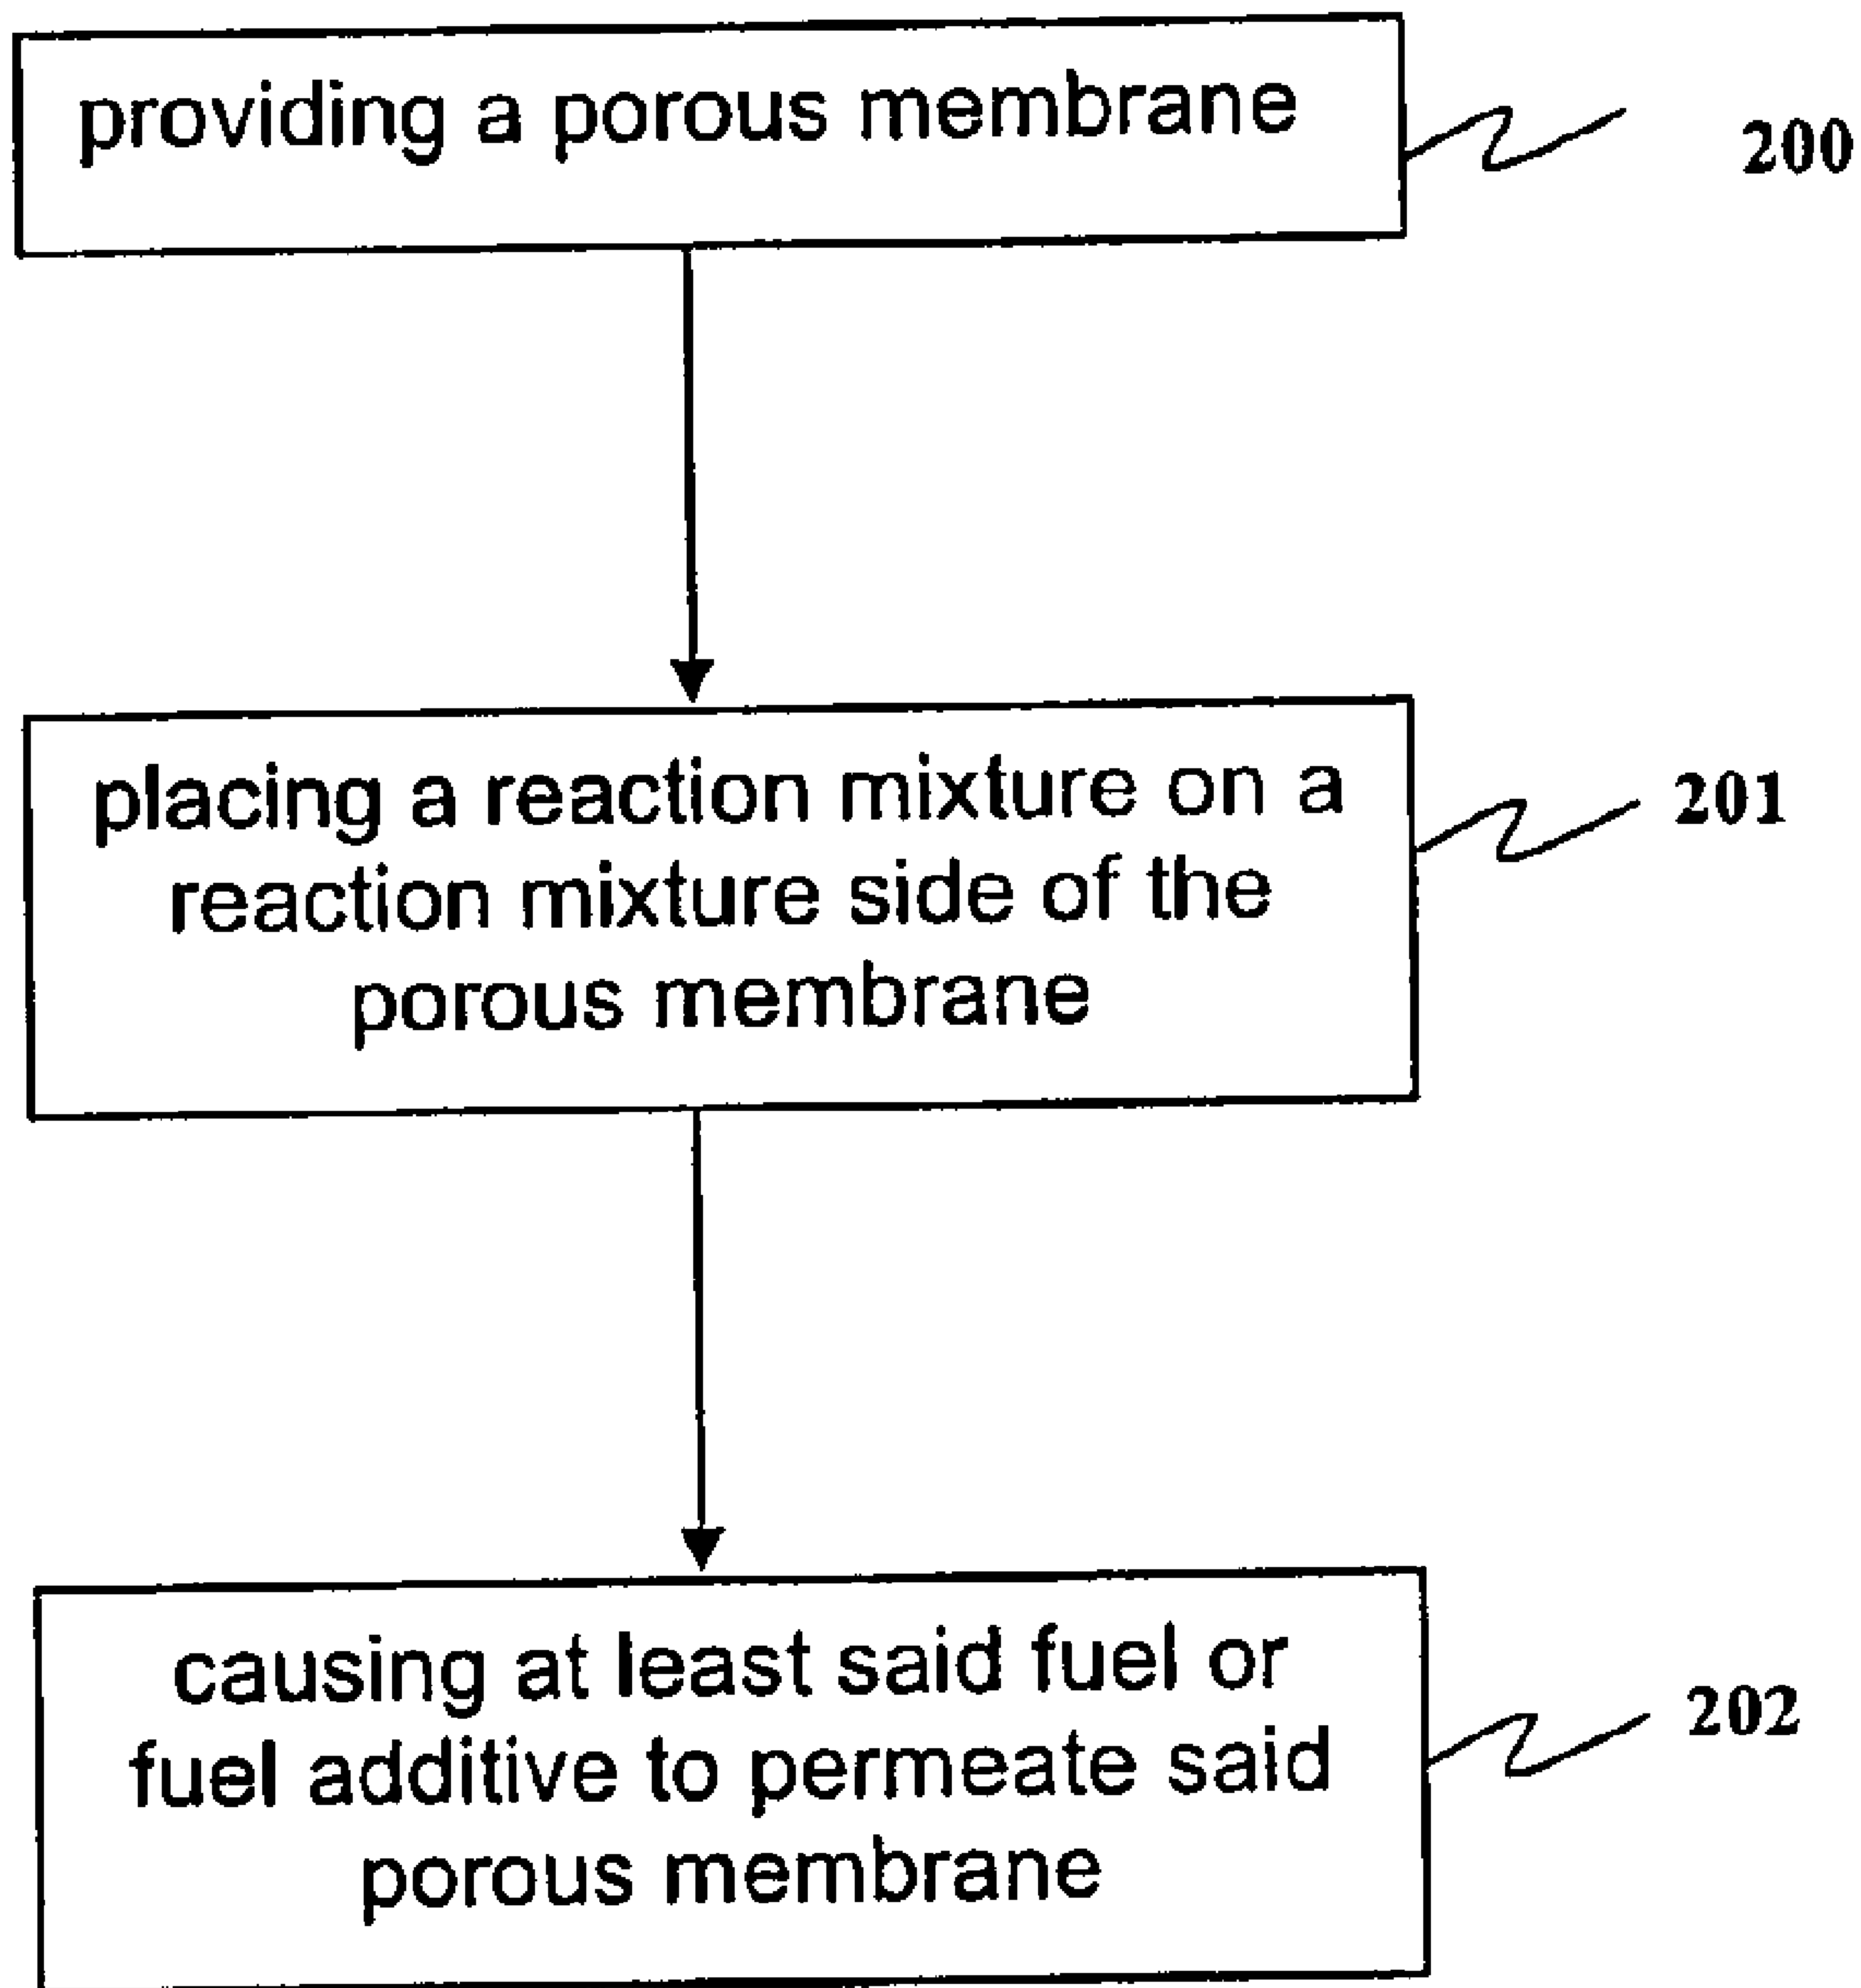 providing a porous membrane
200
placing a reaction mixture on a
reaction mixture side of the
porous membrane
201
causing at least said fuel or
fuel additive to permeate said
porous membrane
202